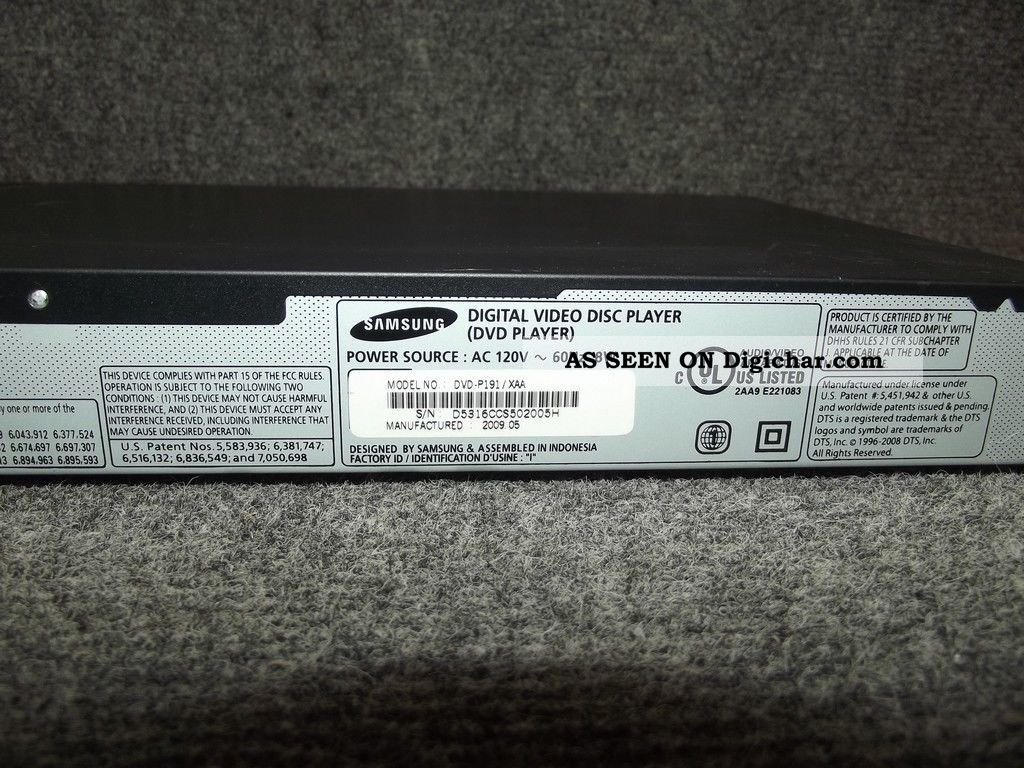 SAMSUNG
DIGITAL VIDEO DISC PLAYER
(DVD PLAYER)
POWER SOURCE : AC 120V ~
AS SEEN ON Digichar.com
MODEL NO. : DVD-P191/XAA
S/N : D5316CCS502005H
MANUFACTURED : 2009.05
DESIGNED BY SAMSUNG & ASSEMBLED IN INDONESIA
FACTORY ID / IDENTIFICATION D'USINE : "I"
AUDIO/VIDEO
C UL US LISTED
2AA9 E221083
THIS DEVICE COMPLIES WITH PART 15 OF THE FCC RULES.
OPERATION IS SUBJECT TO THE FOLLOWING TWO
CONDITIONS : (1) THIS DEVICE MAY NOT CAUSE HARMFUL
INTERFERENCE, AND (2) THIS DEVICE MUST ACCEPT ANY
INTERFERENCE RECEIVED, INCLUDING INTERFERENCE THAT
MAY CAUSE UNDESIRED OPERATION.
U.S. Patent Nos. 5,583,936; 6,381,747;
6,516,132; 6,836,549; and 7,050,698
y one or more of the
6.043.912 6.377.524
6.674.697 6.697.307
6.894.963 6.895.593
PRODUCT IS CERTIFIED BY THE
MANUFACTURER TO COMPLY WITH
DHHS RULES 21 CFR SUBCHAPTER
J. APPLICABLE AT THE DATE OF
Manufactured under license under
U.S. Patent #: 5,451,942 & other U.S.
and worldwide patents issued & pending.
DTS is a registered trademark & the DTS
logos and symbol are trademarks of
DTS, Inc. © 1996-2008 DTS, Inc.
All Rights Reserved.